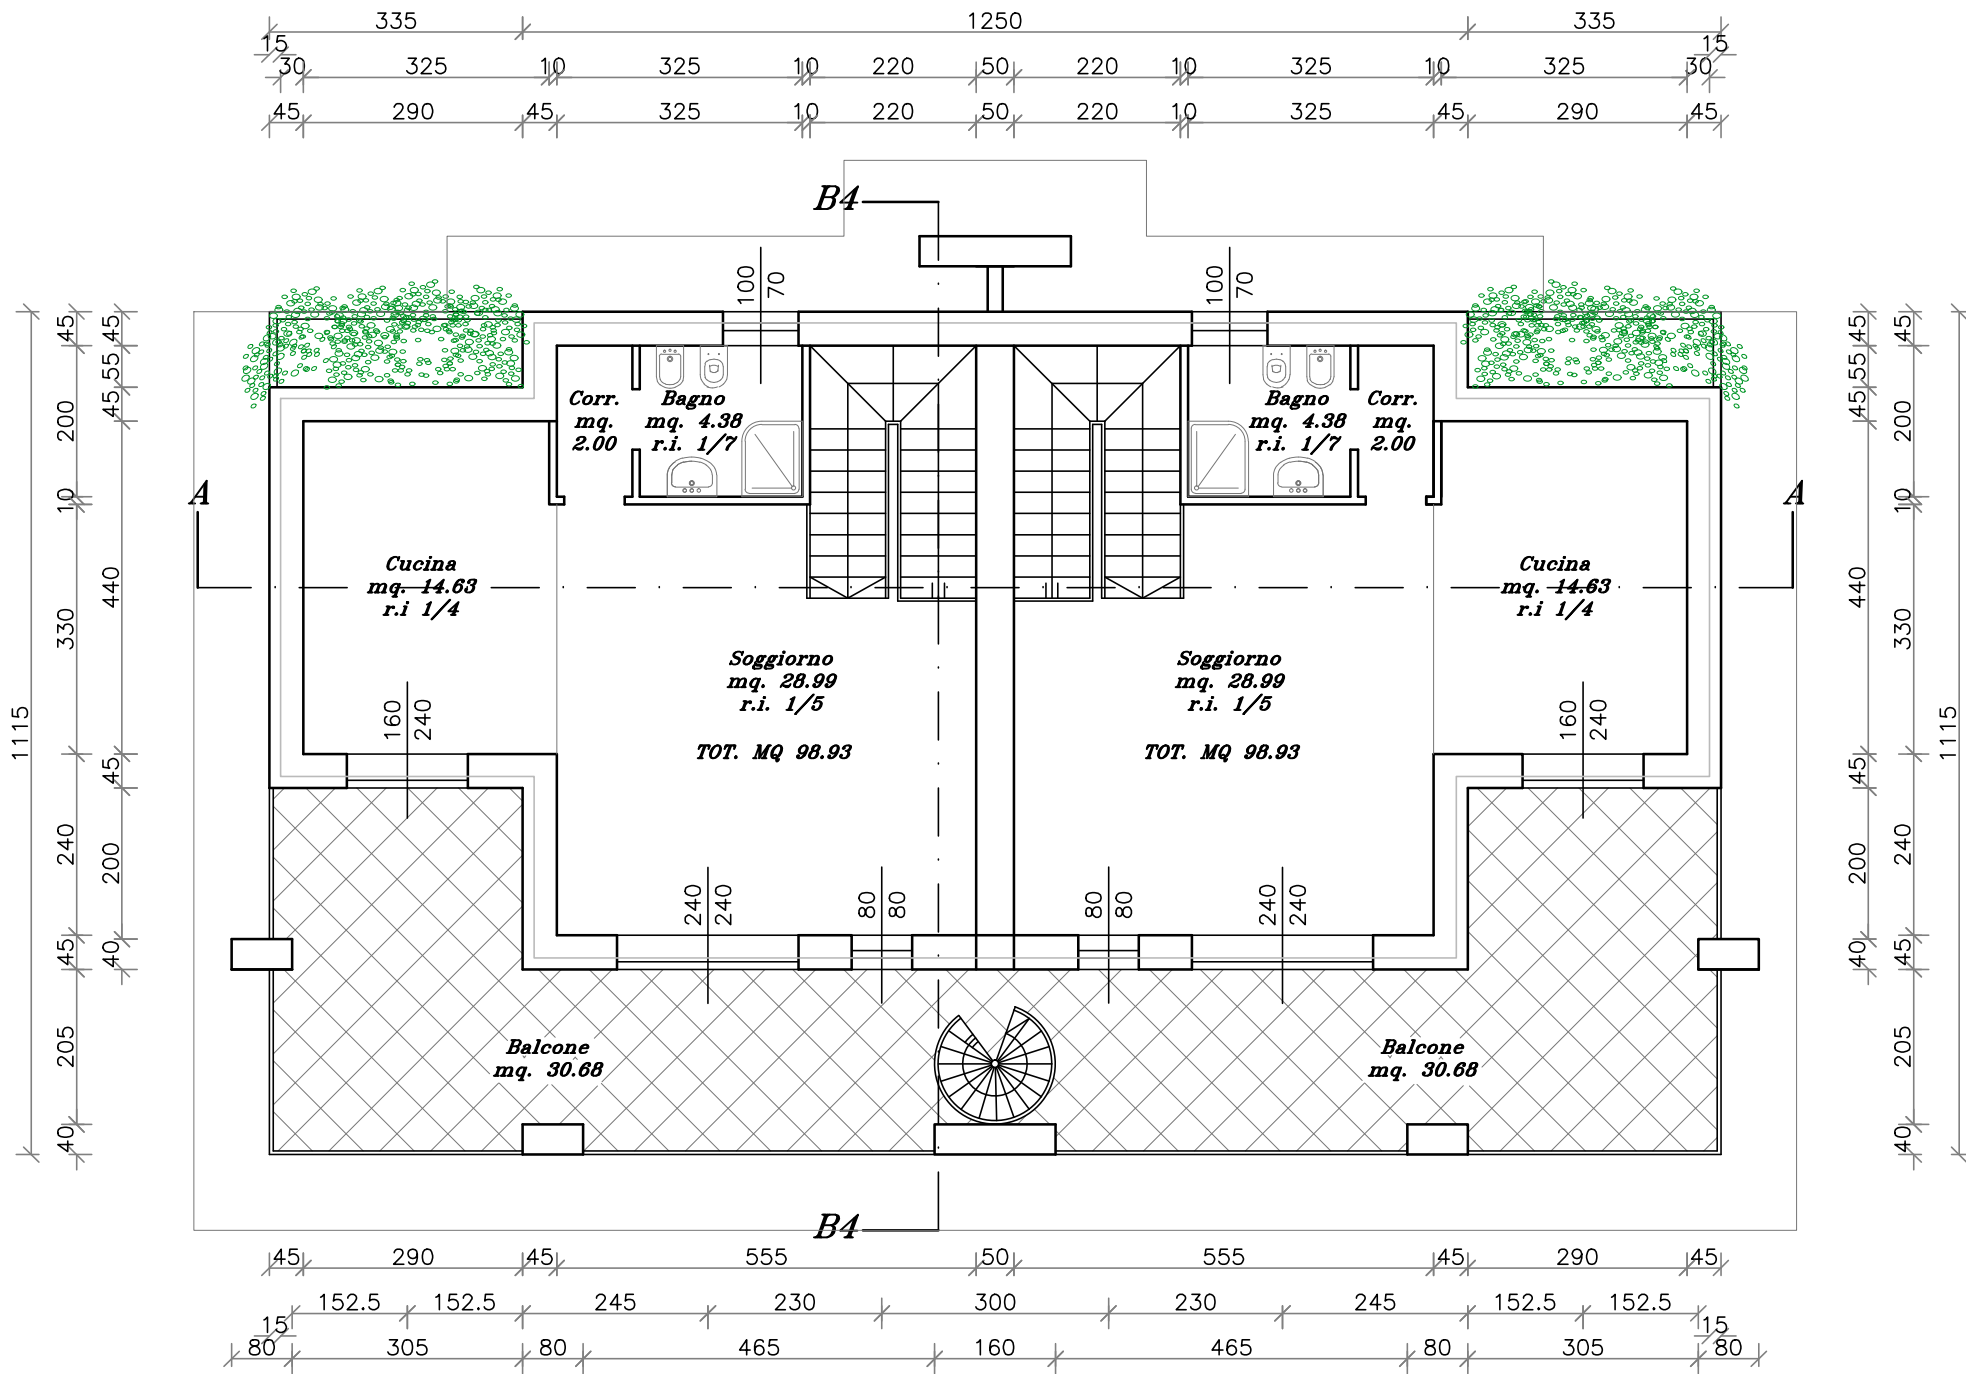 335 1250 335
15 15
30 325 10 325 10 220 50 220 10 325 10 325 30
45 290 45 325 10 220 50 220 10 325 45 290 45
B4
100 70
100 70
Corr.
mq.
2.00
Bagno
mq. 4.38
r.i. 1/7
Bagno
mq. 4.38
r.i. 1/7
Corr.
mq.
2.00
A A
Cucina
mq. 14.63
r.i 1/4
Cucina
mq. 14.63
r.i 1/4
Soggiorno
mq. 28.99
r.i. 1/5
TOT. MQ 98.93
Soggiorno
mq. 28.99
r.i. 1/5
TOT. MQ 98.93
160 240
160 240
240 240
80 80
80 80
240 240
Balcone
mq. 30.68
Balcone
mq. 30.68
B4
1115
45 55 45 200 10 330 240 45 205 40
45 440 45 200 40
45 55 45 440 45 200 40
45 200 10 330 240 45 205 40
1115
45 290 45 555 50 555 45 290 45
152.5 152.5 245 230 300 230 245 152.5 152.5
15 15
80 305 80 465 160 465 80 305 80